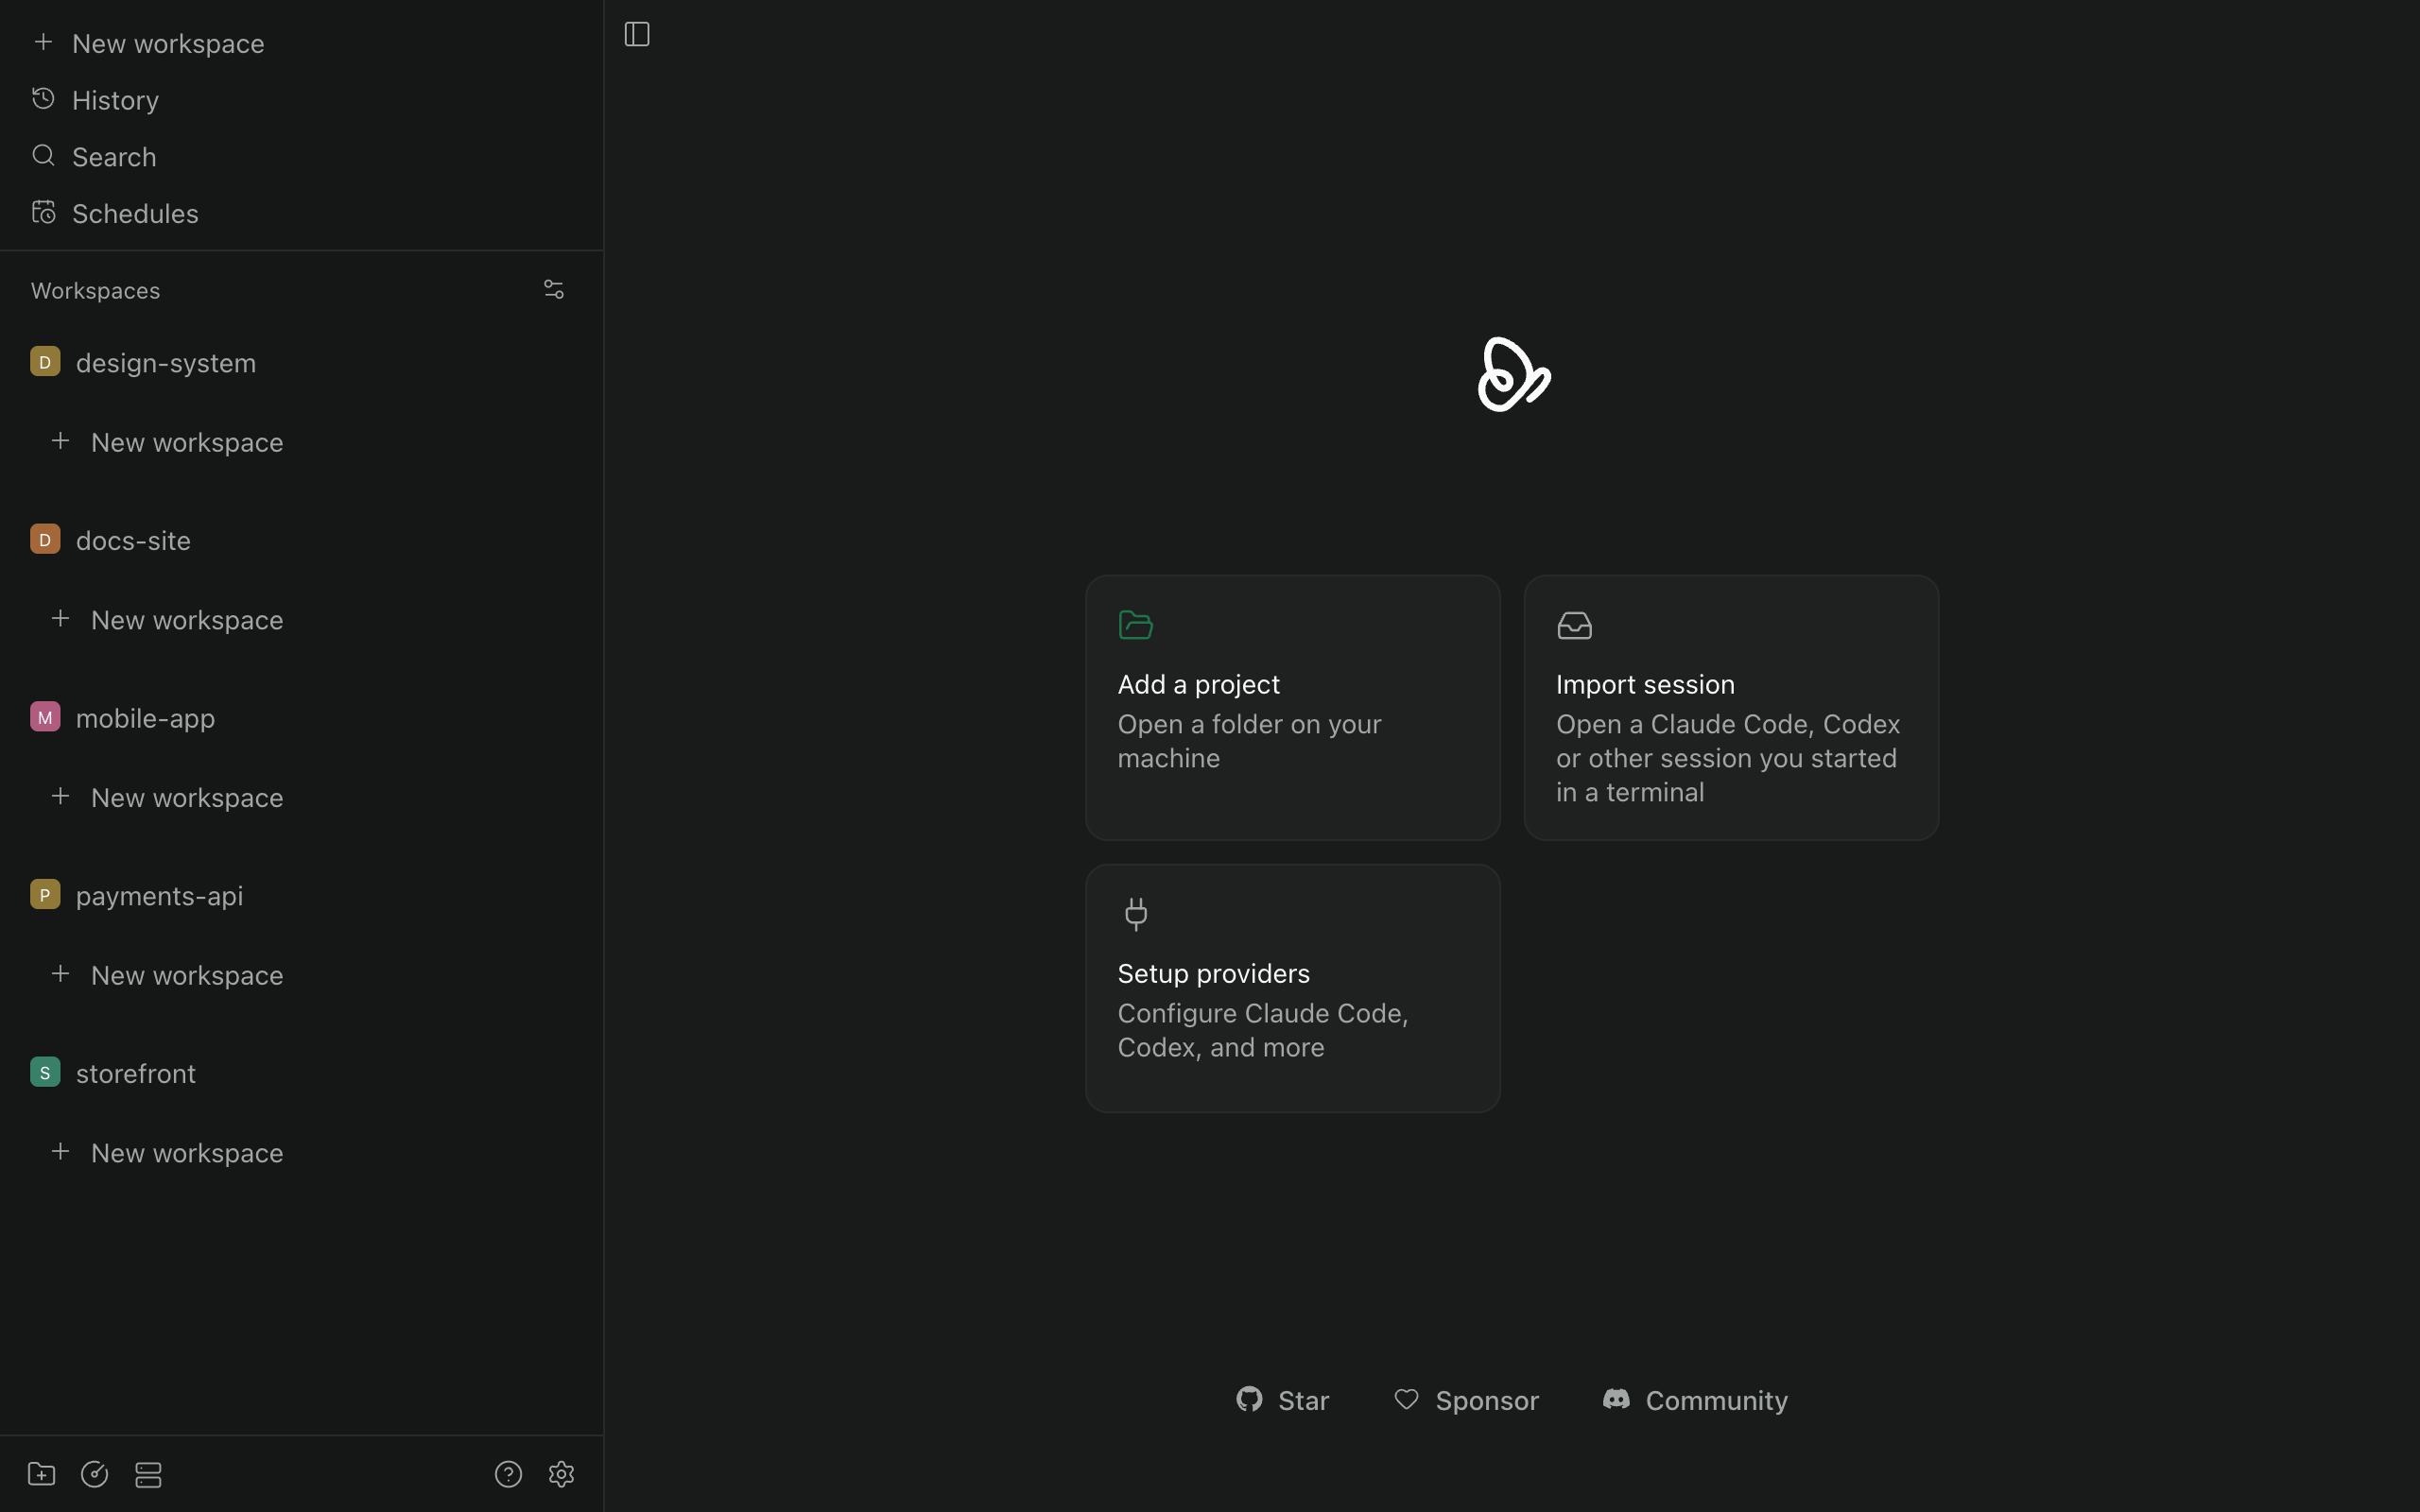 New workspace
History
Search
Schedules
Workspaces
D design-system
New workspace
D docs-site
New workspace
M mobile-app
New workspace
P payments-api
New workspace
S storefront
New workspace
Add a project
Open a folder on your
machine
Import session
Open a Claude Code, Codex
or other session you started
in a terminal
Setup providers
Configure Claude Code,
Codex, and more
Star
Sponsor
Community